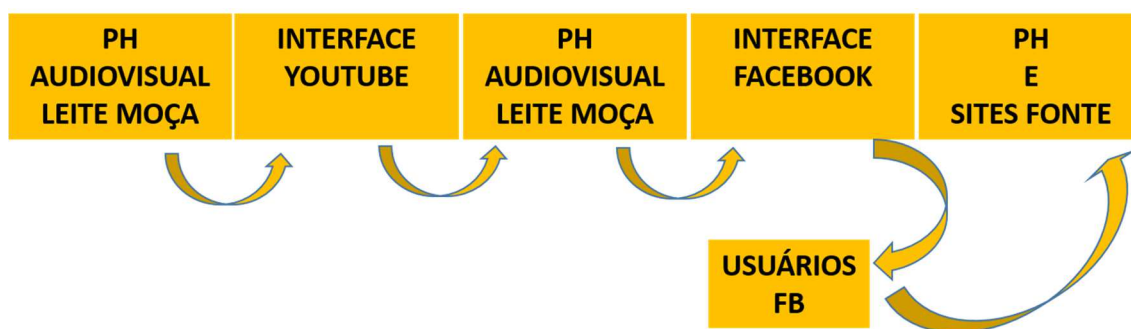 PH
AUDIOVISUAL
LEITE MOÇA
INTERFACE
YOUTUBE
PH
AUDIOVISUAL
LEITE MOÇA
INTERFACE
FACEBOOK
PH
E
SITES FONTE
USUÁRIOS
FB